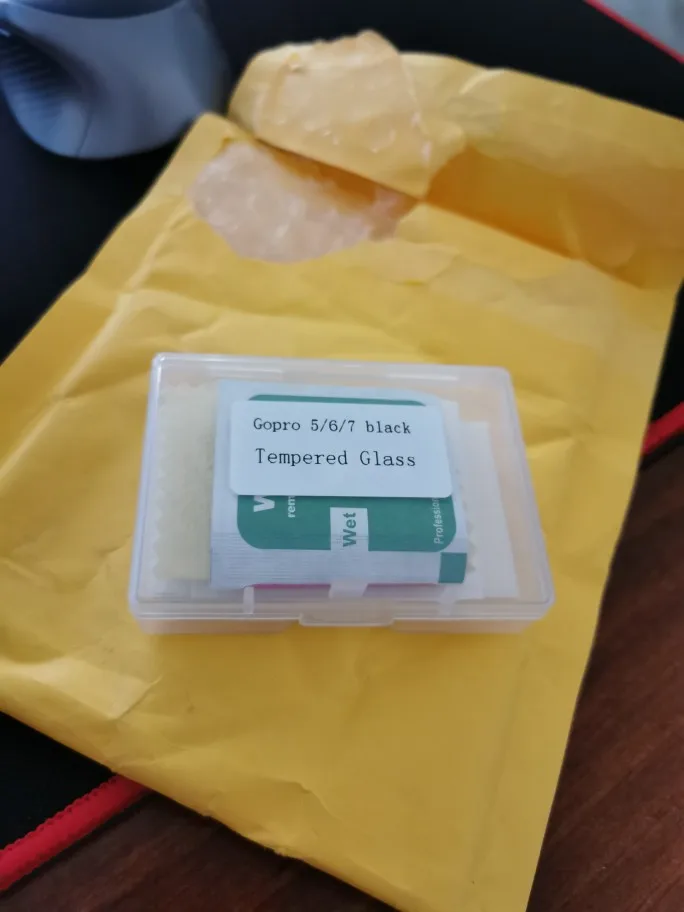 Gopro 5/6/7 black
Tempered Glass
Wet